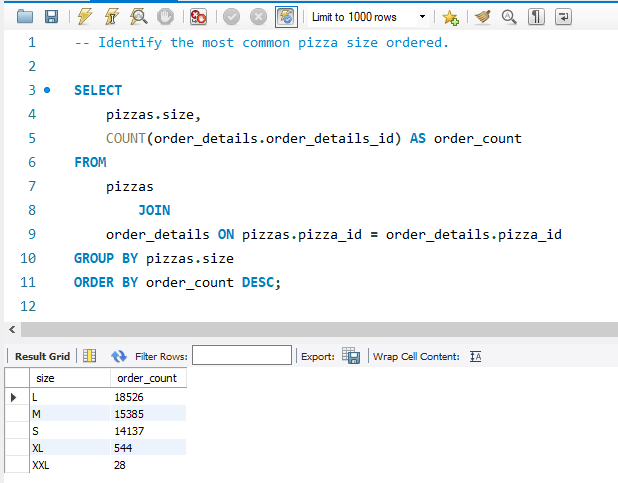 Limit to 1000 rows
1 -- Identify the most common pizza size ordered.
2
3 SELECT
4 pizzas.size,
5 COUNT(order_details.order_details_id) AS order_count
6 FROM
7 pizzas
8 JOIN
9 order_details ON pizzas.pizza_id = order_details.pizza_id
10 GROUP BY pizzas.size
11 ORDER BY order_count DESC;
12
Result Grid Filter Rows: Export: Wrap Cell Content:
size order_count
L 18526
M 15385
S 14137
XL 544
XXL 28